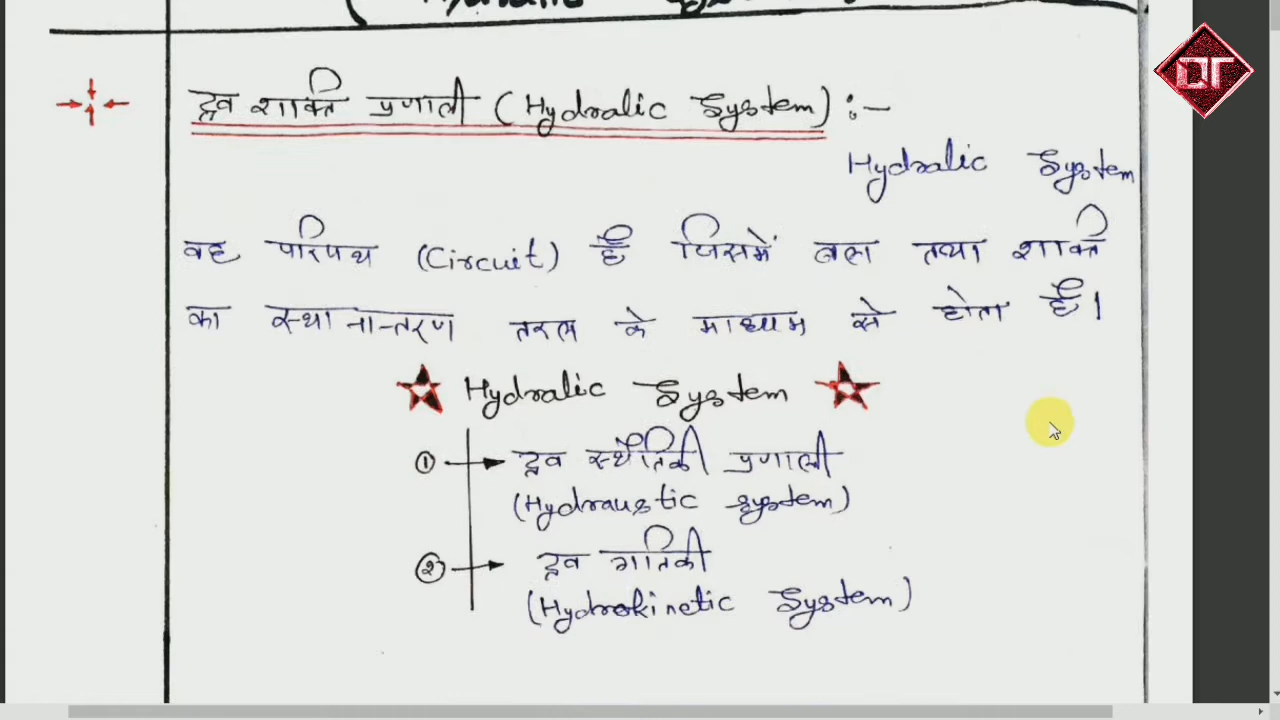 द्रव शक्ति प्रणाली (Hydralic System) :-
Hydralic System
वह परिपथ (Circuit) है जिसमें बल तथा शक्ति
का स्थानान्तरण तरल के माध्यम से होता है।
Hydralic System
① द्रव स्थैतिकी प्रणाली
(Hydraustic system)
② द्रव गतिकी
(Hydrokinetic System)
DT